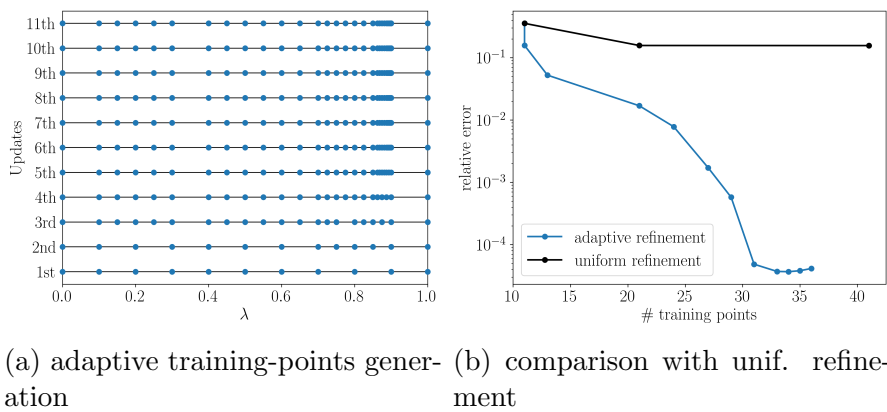 11th
10th
9th
8th
7th
6th
5th
4th
3rd
2nd
1st
Updates
0.0 0.2 0.4 0.6 0.8 1.0
λ
10⁻¹
10⁻²
10⁻³
10⁻⁴
relative error
adaptive refinement
uniform refinement
10 15 20 25 30 35 40
# training points
(a) adaptive training-points gener-
ation
(b) comparison with unif. refine-
ment